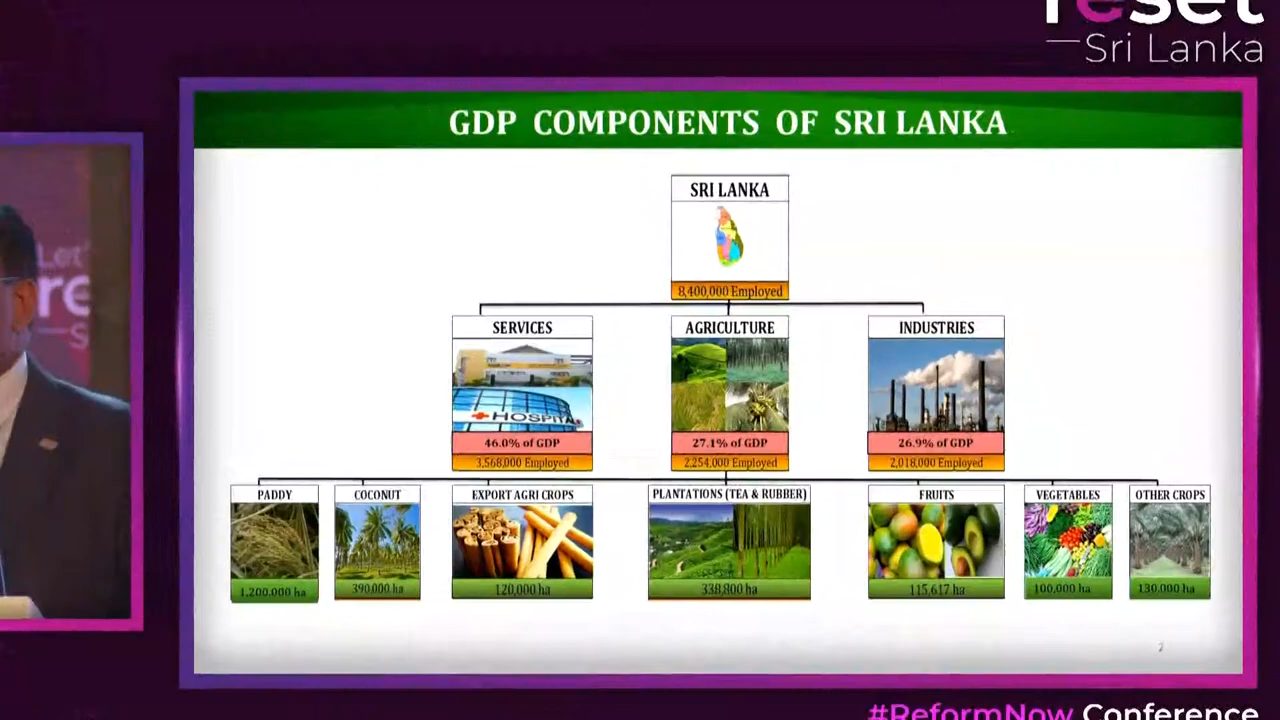 reset
Sri Lanka
Let'
re
S
GDP COMPONENTS OF SRI LANKA
SRI LANKA
8,400,000 Employed
SERVICES
AGRICULTURE
INDUSTRIES
HOSPITAL
46.0% of GDP
27.1% of GDP
26.9% of GDP
3,568,000 Employed
2,254,000 Employed
2,018,000 Employed
PADDY
COCONUT
EXPORT AGRI CROPS
PLANTATIONS (TEA & RUBBER)
FRUITS
VEGETABLES
OTHER CROPS
1,200.000 ha
390,000 ha
120,000 ha
338,800 ha
115,617 ha
100,000 ha
130.000 ha
2
#ReformNow Conference